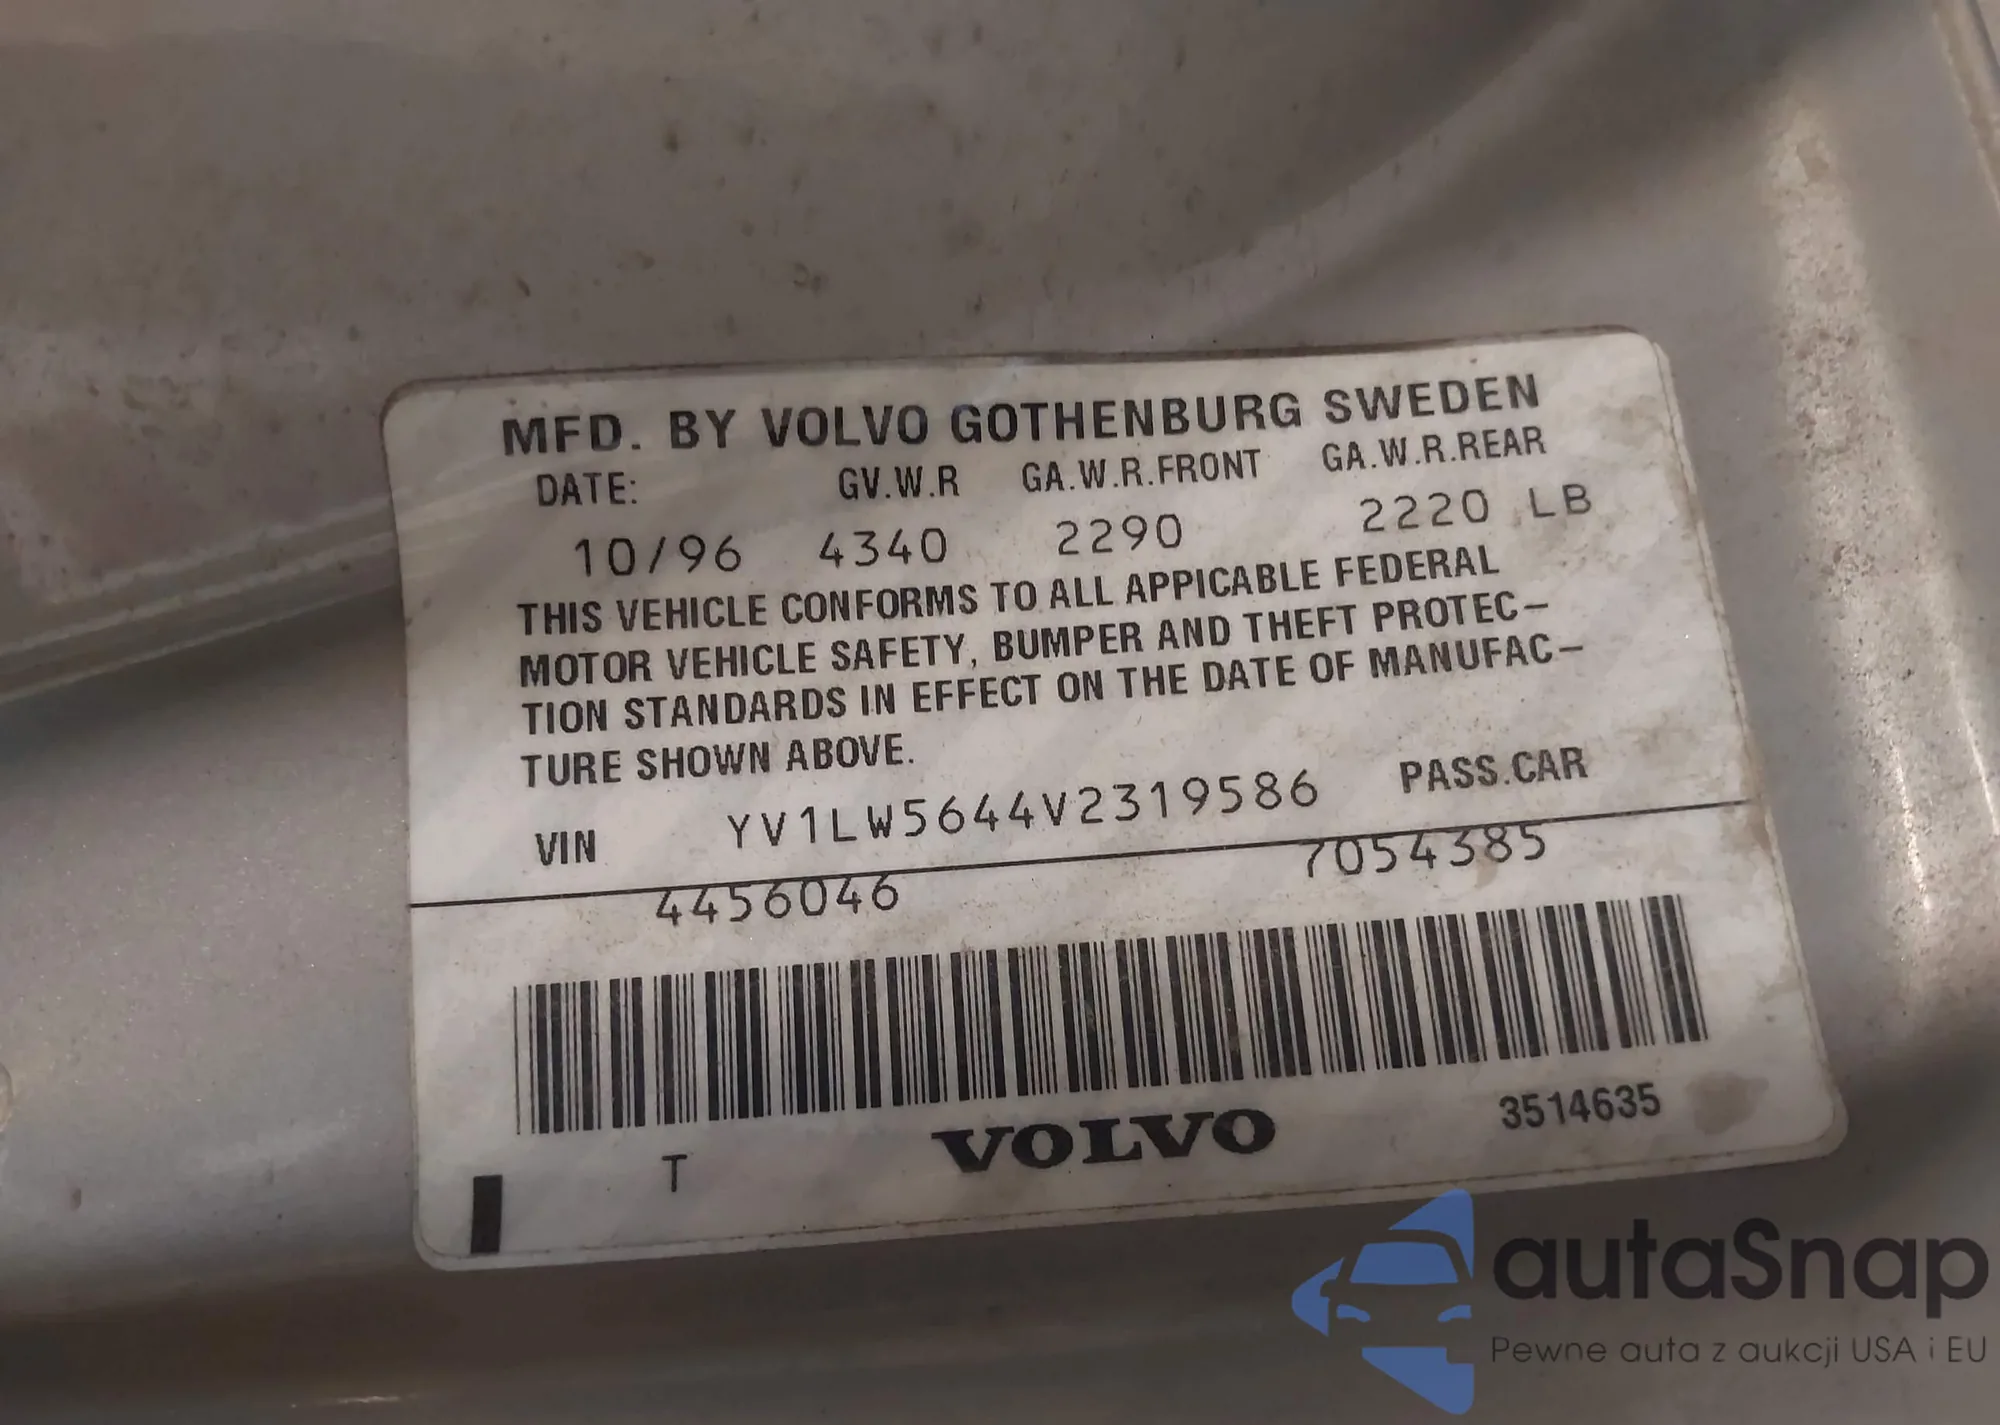 MFD. BY VOLVO GOTHENBURG SWEDEN
DATE: GV.W.R GA.W.R.FRONT GA.W.R.REAR
10/96 4340 2290 2220 LB
THIS VEHICLE CONFORMS TO ALL APPICABLE FEDERAL
MOTOR VEHICLE SAFETY, BUMPER AND THEFT PROTEC-
TION STANDARDS IN EFFECT ON THE DATE OF MANUFAC-
TURE SHOWN ABOVE.
VIN YV1LW5644V2319586 PASS.CAR
4456046 7054385
VOLVO 3514635
T
autaSnap
Pewne auta z aukcji USA i EU